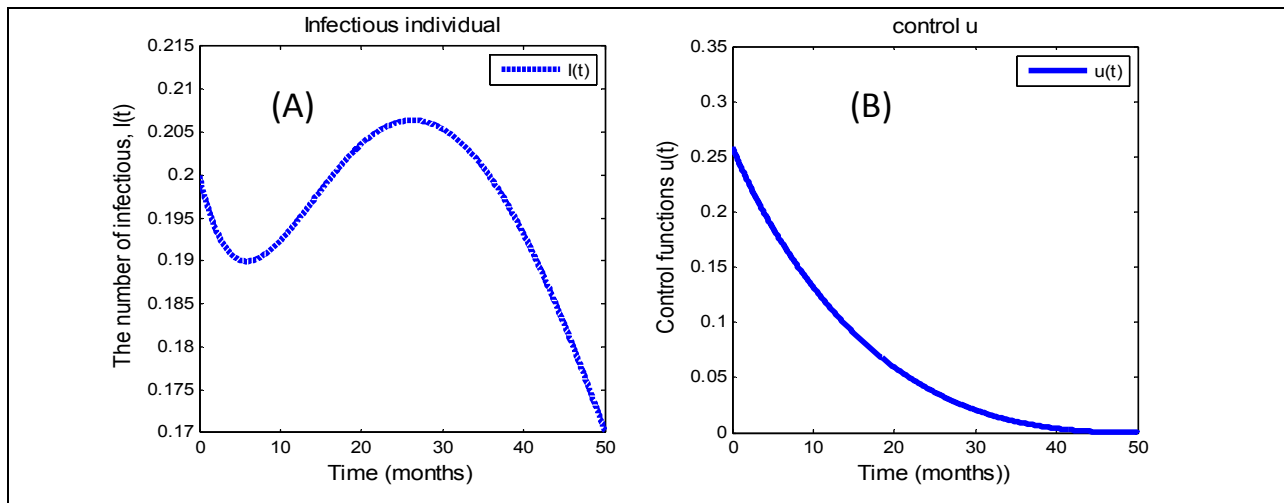 Infectious individual
0.215
0.21
0.205
0.2
0.195
0.19
0.185
0.18
0.175
0.17
The number of infectious, I(t)
(A)
I(t)
0 10 20 30 40 50
Time (months)
control u
0.35
0.3
0.25
0.2
0.15
0.1
0.05
0
Control functions u(t)
(B)
u(t)
0 10 20 30 40 50
Time (months))